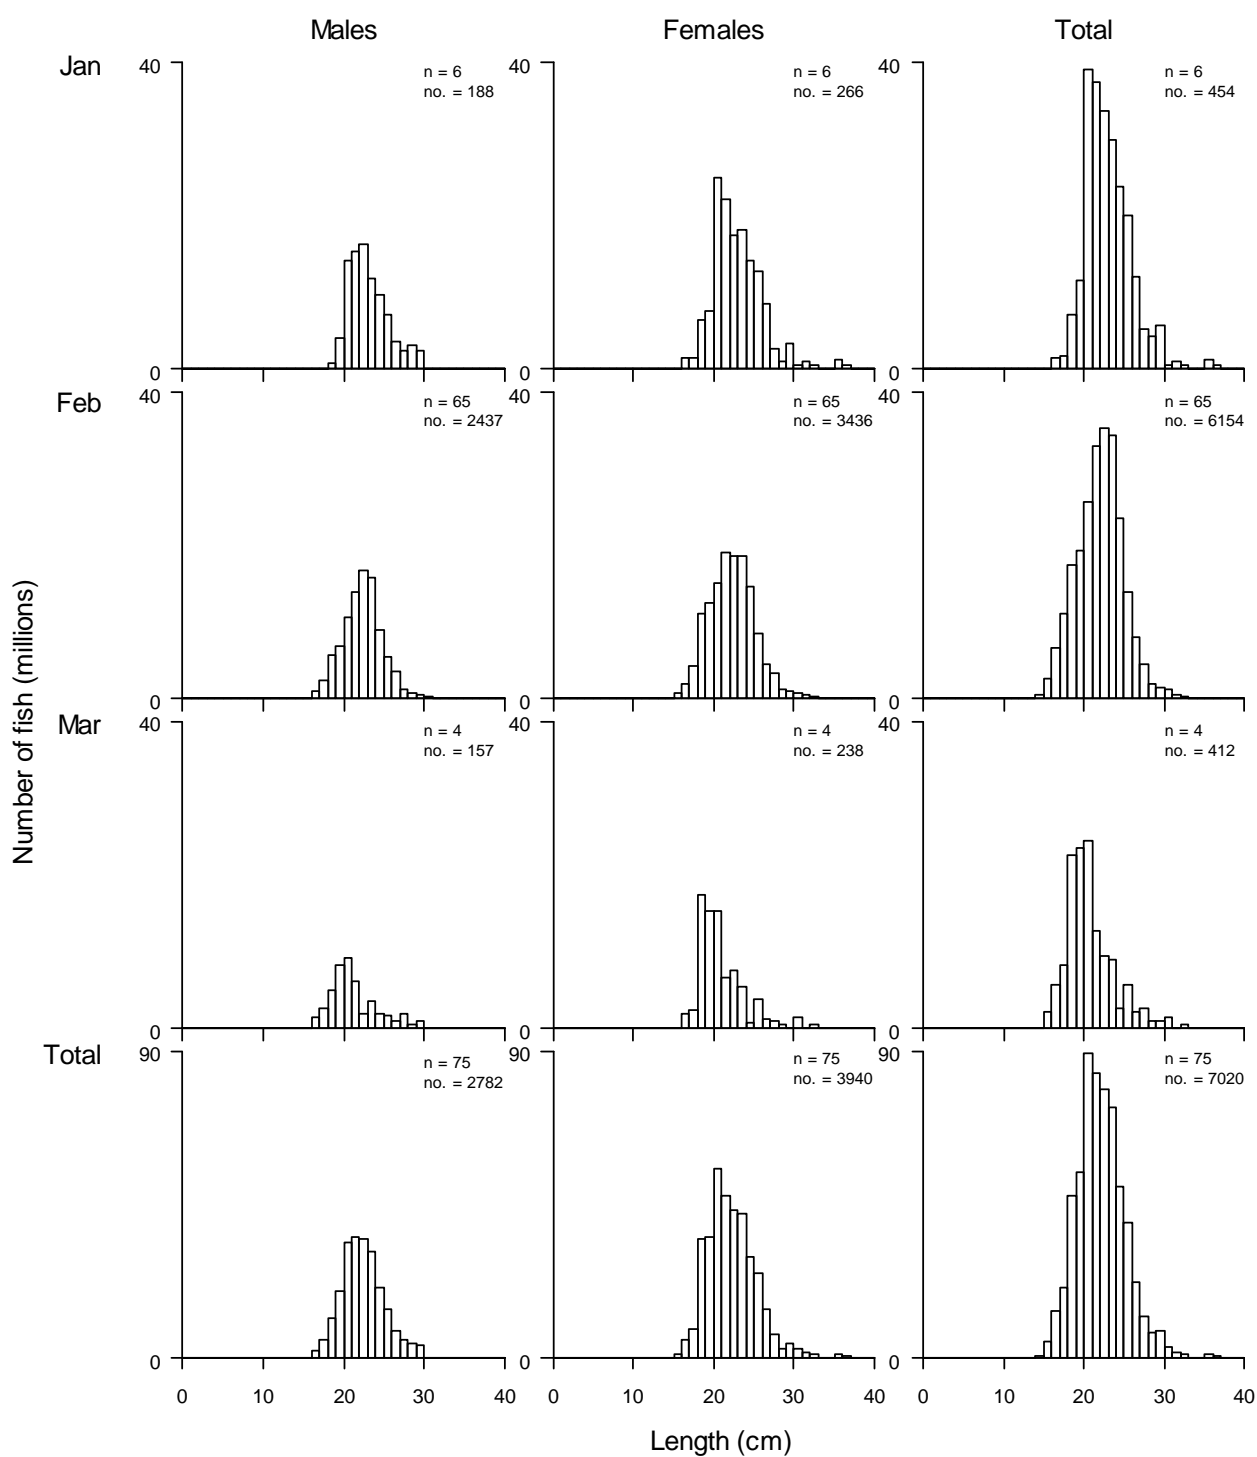 Males Females Total
Jan 40 n = 6 40 n = 6 40 n = 6
no. = 188 no. = 266 no. = 454
0 0 0
Feb 40 n = 65 40 n = 65 40 n = 65
no. = 2437 no. = 3436 no. = 6154
0 0 0
Mar 40 n = 4 40 n = 4 40 n = 4
no. = 157 no. = 238 no. = 412
0 0 0
Total 90 n = 75 90 n = 75 90 n = 75
no. = 2782 no. = 3940 no. = 7020
0 0 0
0 10 20 30 40 0 10 20 30 40 0 10 20 30 40
Length (cm)
Number of fish (millions)